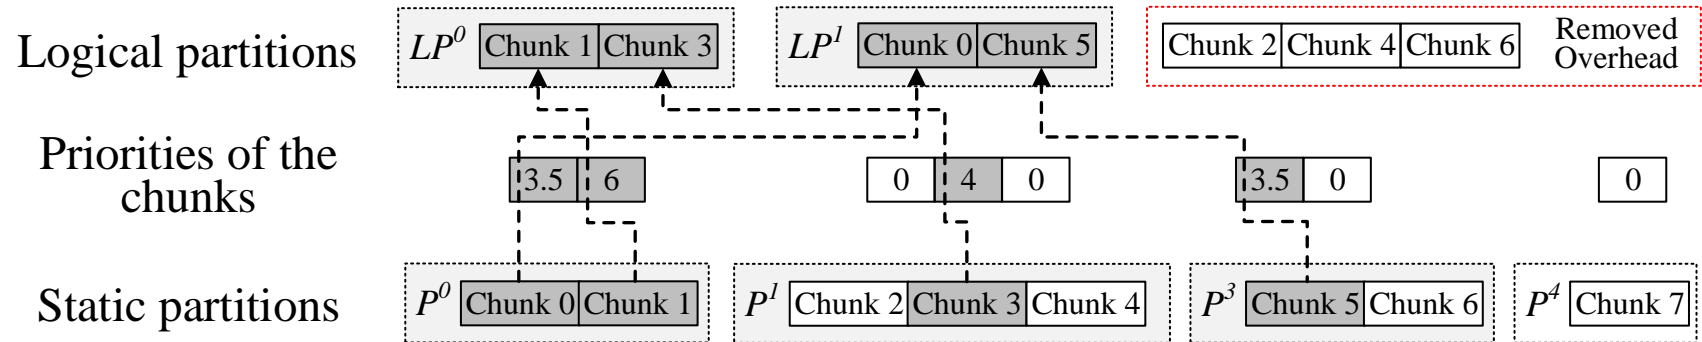 Logical partitions
LP⁰ Chunk 1 Chunk 3
LP¹ Chunk 0 Chunk 5
Chunk 2 Chunk 4 Chunk 6
Removed
Overhead
Priorities of the
chunks
3.5 6
0 4 0
3.5 0
0
Static partitions
P⁰ Chunk 0 Chunk 1
P¹ Chunk 2 Chunk 3 Chunk 4
P³ Chunk 5 Chunk 6
P⁴ Chunk 7